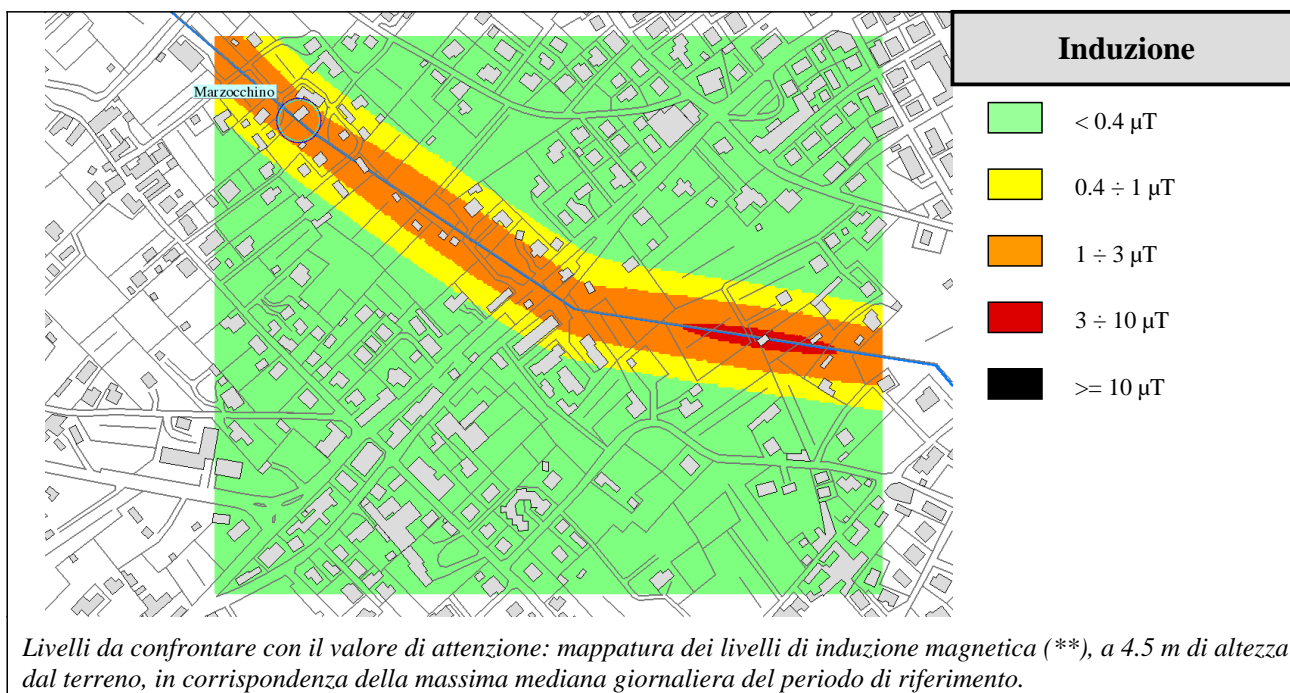 Induzione
Marzocchino
< 0.4 µT
0.4 ÷ 1 µT
1 ÷ 3 µT
3 ÷ 10 µT
>= 10 µT
Livelli da confrontare con il valore di attenzione: mappatura dei livelli di induzione magnetica (**), a 4.5 m di altezza
dal terreno, in corrispondenza della massima mediana giornaliera del periodo di riferimento.